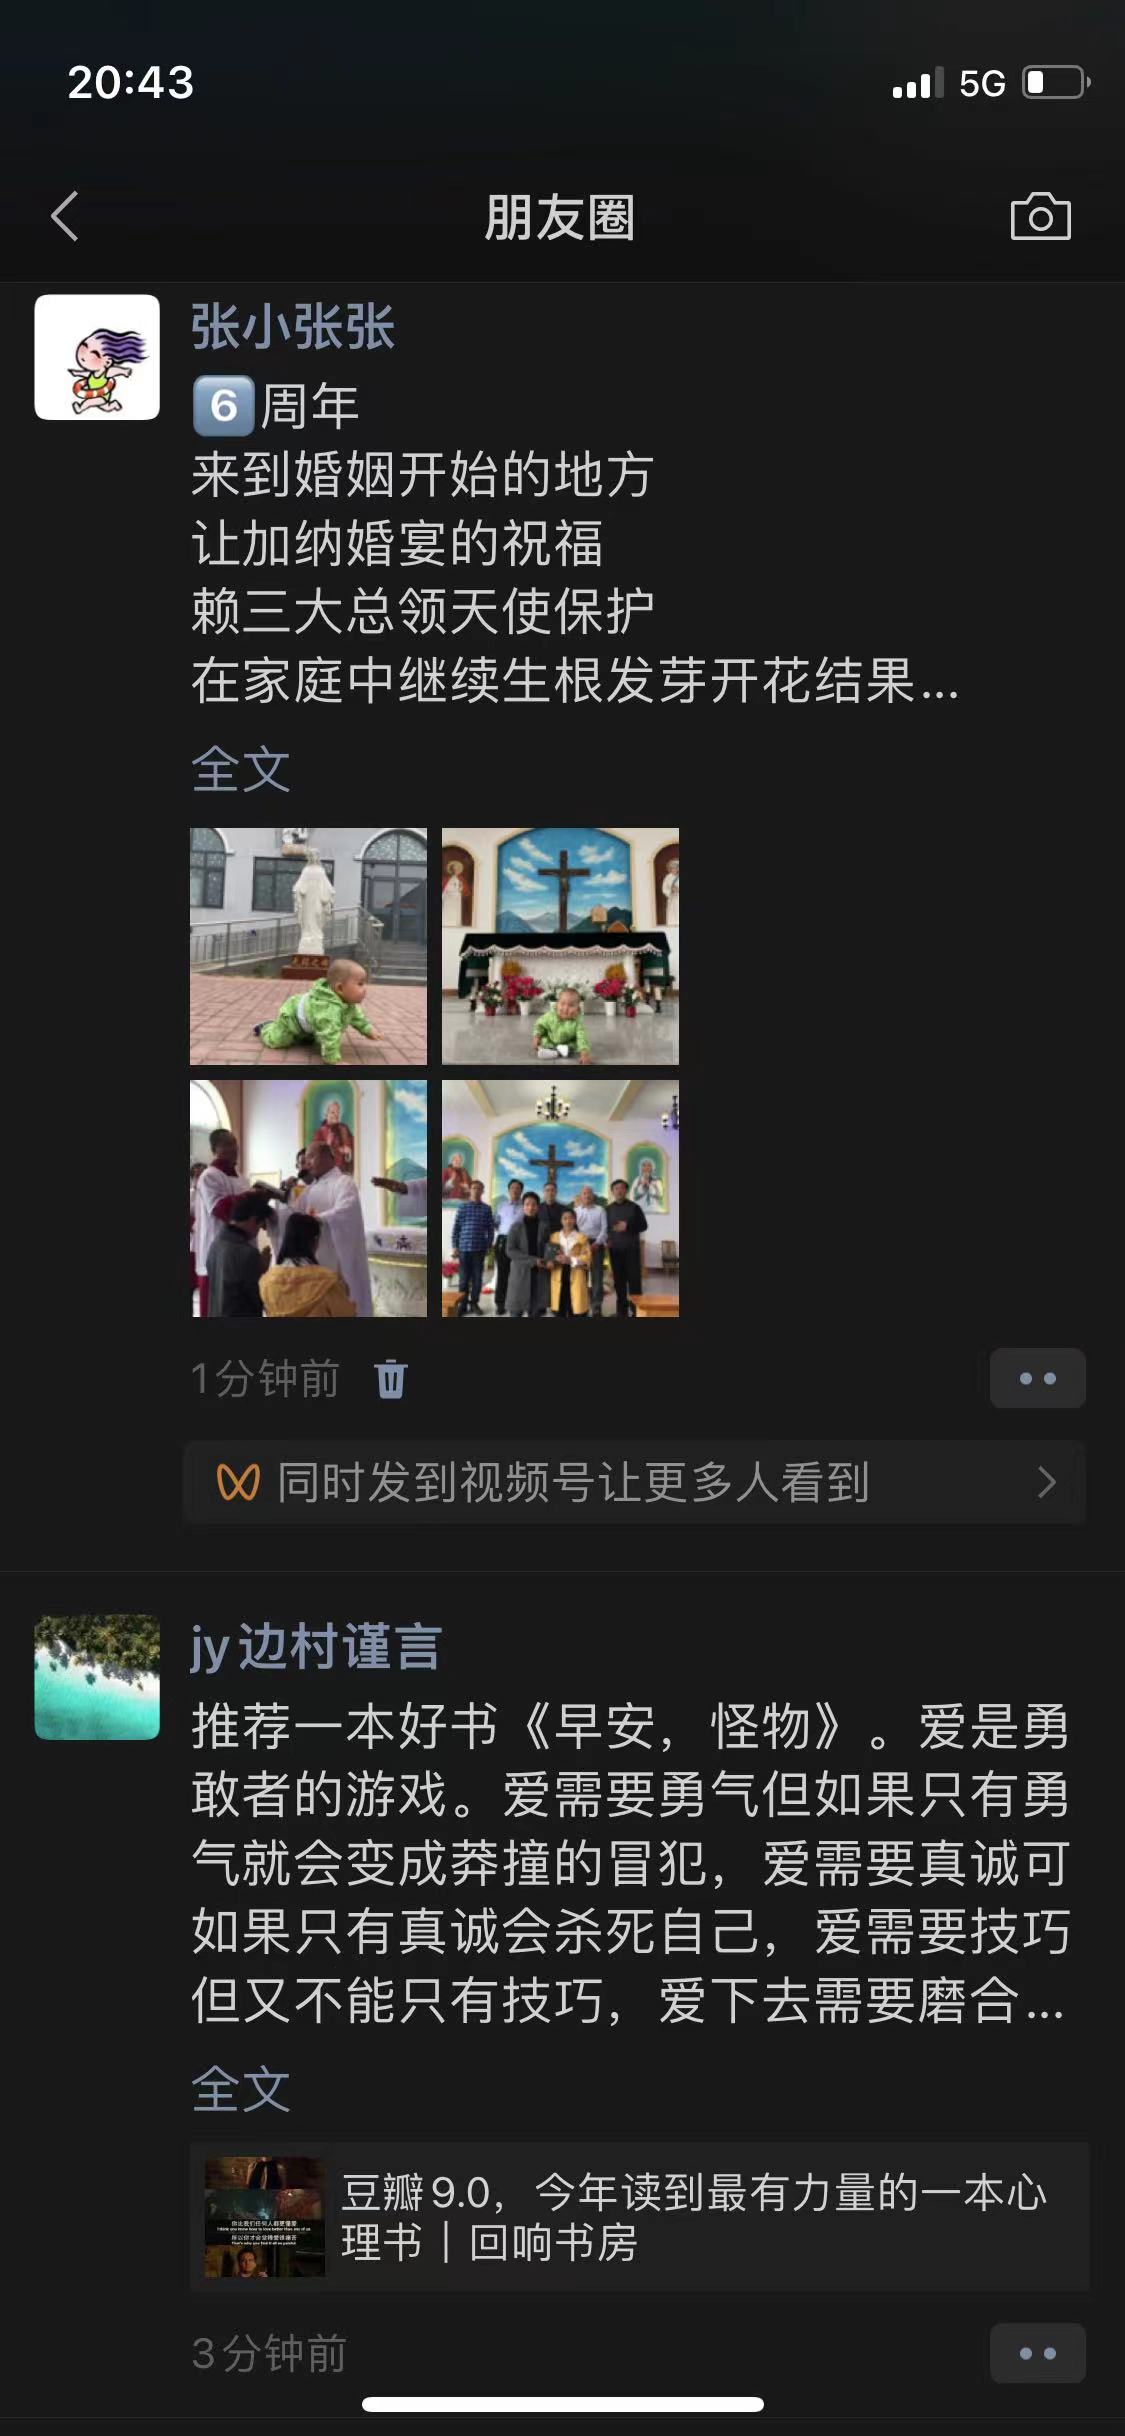 20:43
5G
朋友圈
张小张张
6周年
来到婚姻开始的地方
让加纳婚宴的祝福
赖三大总领天使保护
在家庭中继续生根发芽开花结果...
全文
1分钟前
同时发到视频号让更多人看到
jy边村谨言
推荐一本好书《早安，怪物》。爱是勇
敢者的游戏。爱需要勇气但如果只有勇
气就会变成莽撞的冒犯，爱需要真诚可
如果只有真诚会杀死自己，爱需要技巧
但又不能只有技巧，爱下去需要磨合...
全文
豆瓣9.0，今年读到最有力量的一本心
理书｜回响书房
3分钟前